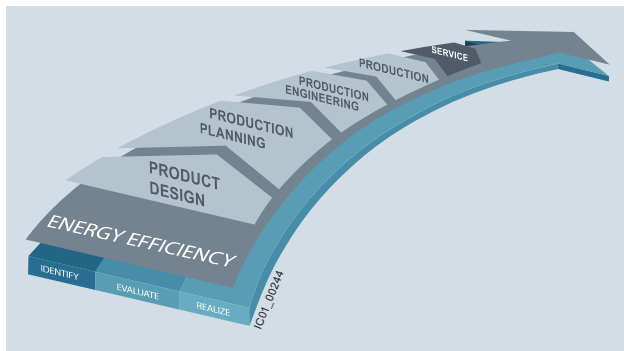 SERVICE
PRODUCTION
PRODUCTION
ENGINEERING
PRODUCTION
PLANNING
PRODUCT
DESIGN
ENERGY EFFICIENCY
IDENTIFY
EVALUATE
REALIZE
IC01_00244